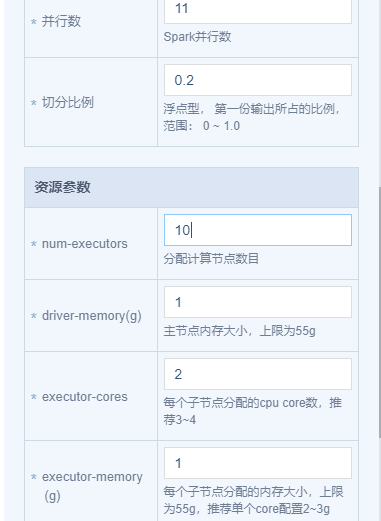 11
* 并行数
Spark并行数
0.2
* 切分比例
浮点型， 第一份输出所占的比例，
范围： 0 ~ 1.0
资源参数
10
* num-executors
分配计算节点数目
1
* driver-memory(g)
主节点内存大小，上限为55g
2
* executor-cores
每个子节点分配的cpu core数，推
荐3~4
1
* executor-memory
(g)
每个子节点分配的内存大小，上限
为55g，推荐单个core配置2~3g